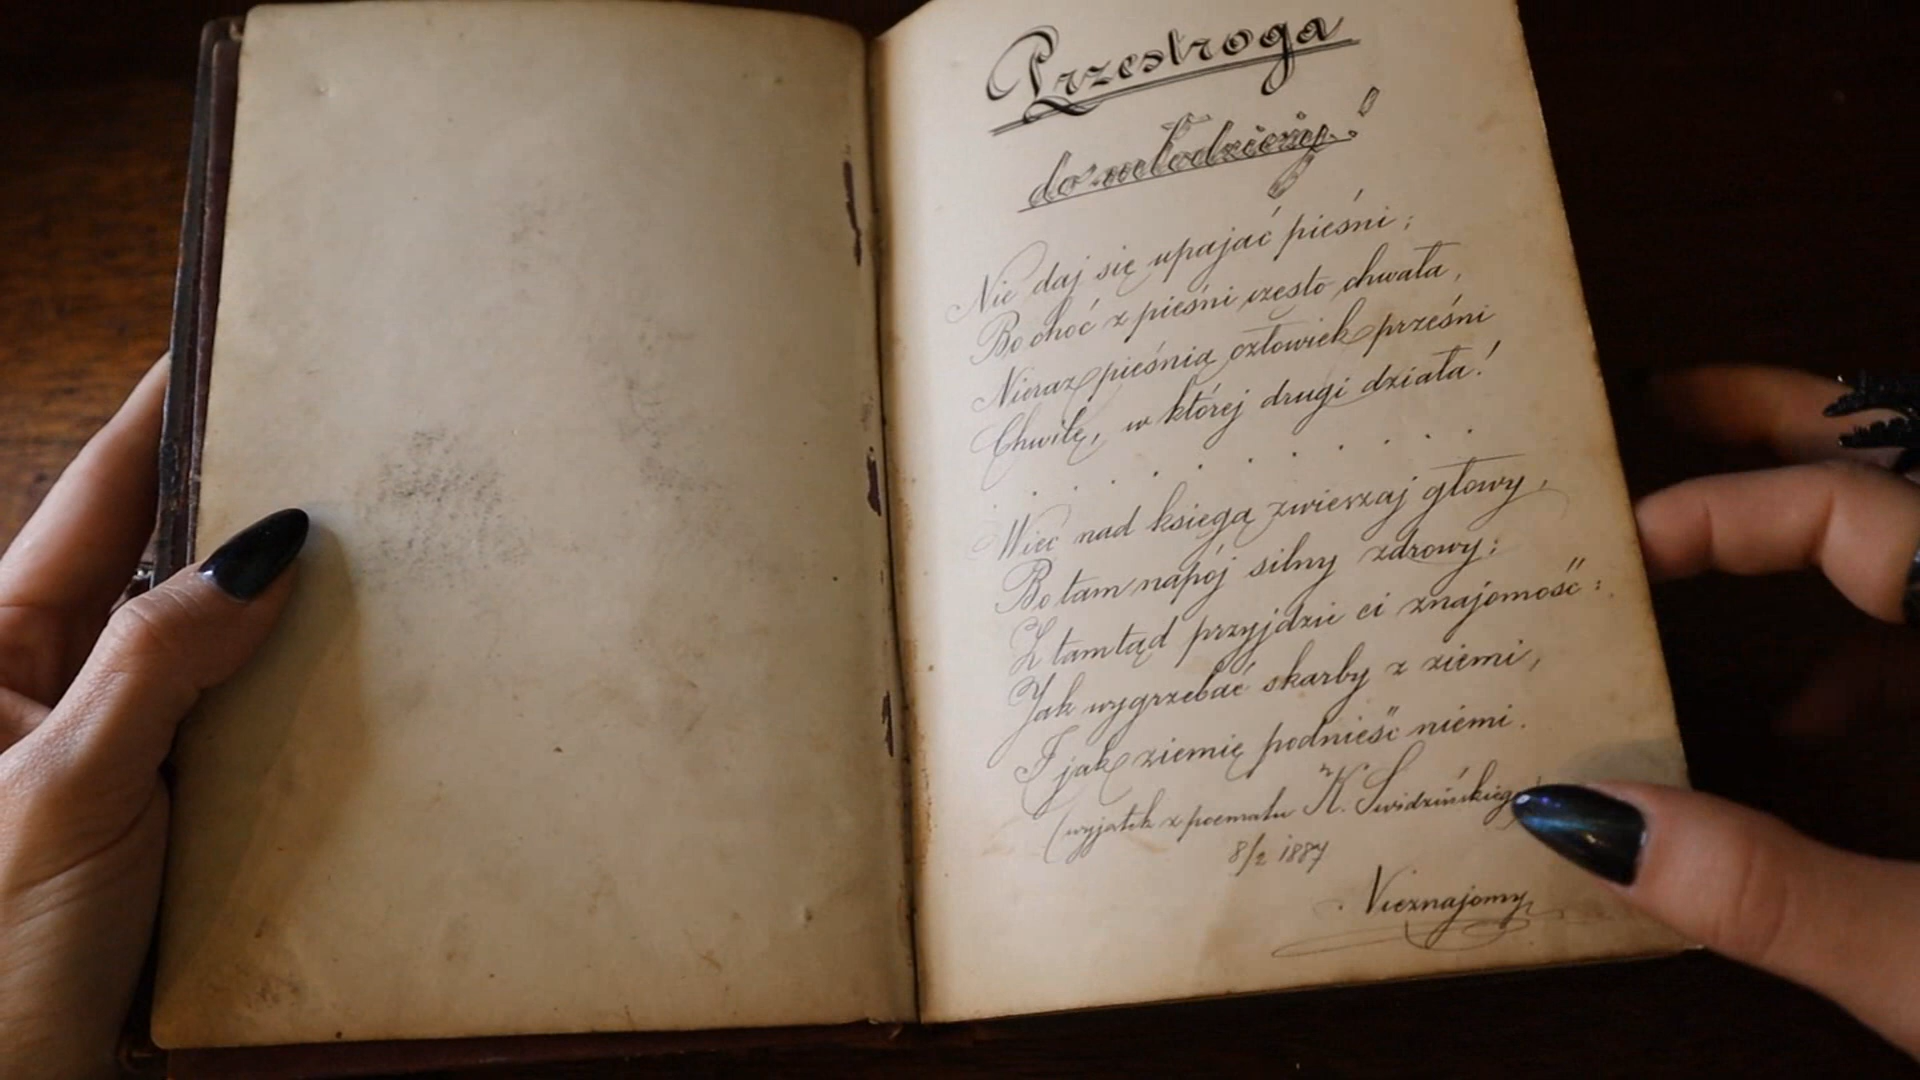 Przestroga
do młodzieży!
Nie daj się upajać pieśni;
Bo choć z pieśni często chwała,
Nieraz pieśnią człowiek prześni
Chwilę, w której drugi działa!
. . . . . . . . .
Więc nad księgą zwieszaj głowy,
Bo tam napój silny zdrowy;
Z tamtąd przyjdzie ci znajomość:
Jak wygrzebać skarby z ziemi,
I jak ziemię podnieść niemi.
(wyjątek z poematu K. Świdzińskiego)
8/2 1887
Nieznajomy